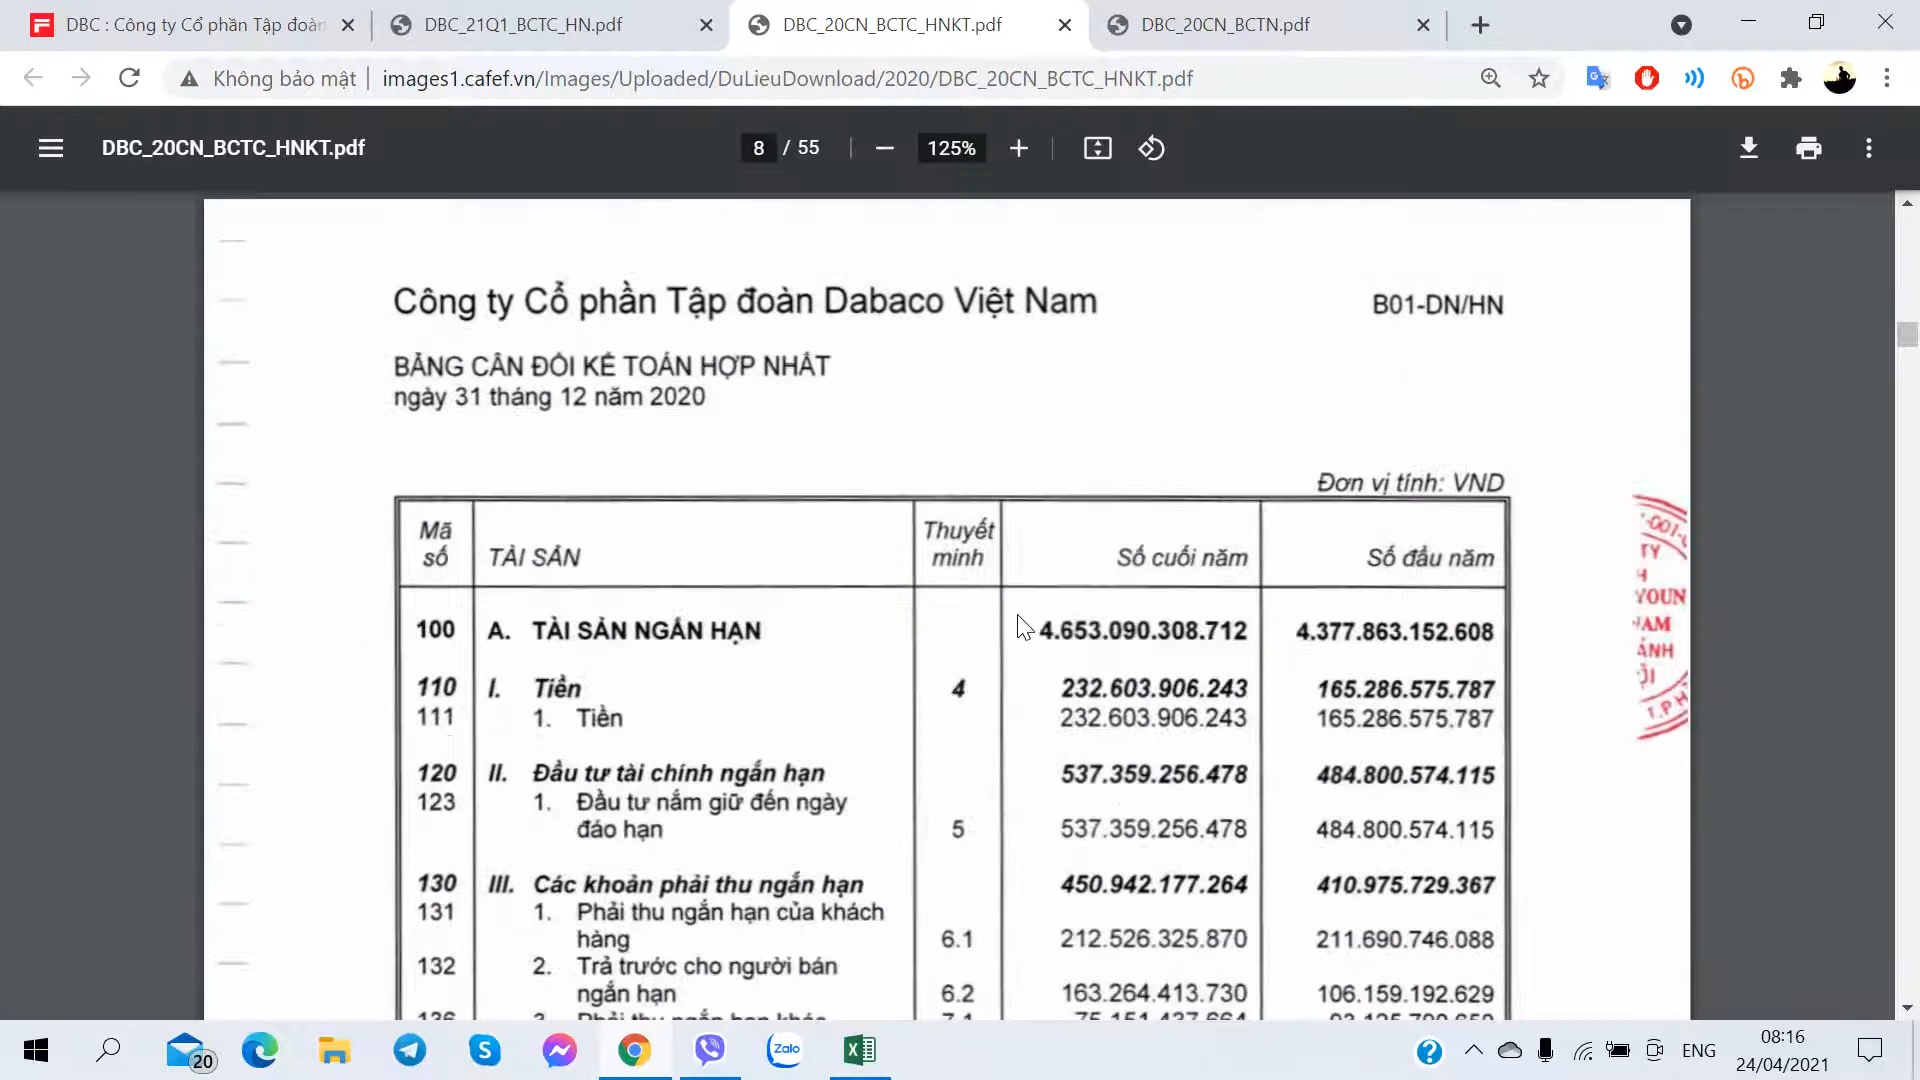 DBC : Công ty Cổ phần Tập đoàn
DBC_21Q1_BCTC_HN.pdf
DBC_20CN_BCTC_HNKT.pdf
DBC_20CN_BCTN.pdf
Không bảo mật
images1.cafef.vn/Images/Uploaded/DuLieuDownload/2020/DBC_20CN_BCTC_HNKT.pdf
DBC_20CN_BCTC_HNKT.pdf
8 / 55
125%
Công ty Cổ phần Tập đoàn Dabaco Việt Nam B01-DN/HN
BẢNG CÂN ĐỐI KẾ TOÁN HỢP NHẤT
ngày 31 tháng 12 năm 2020
Đơn vị tính: VND
Mã số TÀI SẢN Thuyết minh Số cuối năm Số đầu năm
100 A. TÀI SẢN NGẮN HẠN 4.653.090.308.712 4.377.863.152.608
110 I. Tiền 4 232.603.906.243 165.286.575.787
111 1. Tiền 232.603.906.243 165.286.575.787
120 II. Đầu tư tài chính ngắn hạn 537.359.256.478 484.800.574.115
123 1. Đầu tư nắm giữ đến ngày
đáo hạn 5 537.359.256.478 484.800.574.115
130 III. Các khoản phải thu ngắn hạn 450.942.177.264 410.975.729.367
131 1. Phải thu ngắn hạn của khách
hàng 6.1 212.526.325.870 211.690.746.088
132 2. Trả trước cho người bán
ngắn hạn 6.2 163.264.413.730 106.159.192.629
YOUN
20
Zalo
ENG
08:16
24/04/2021